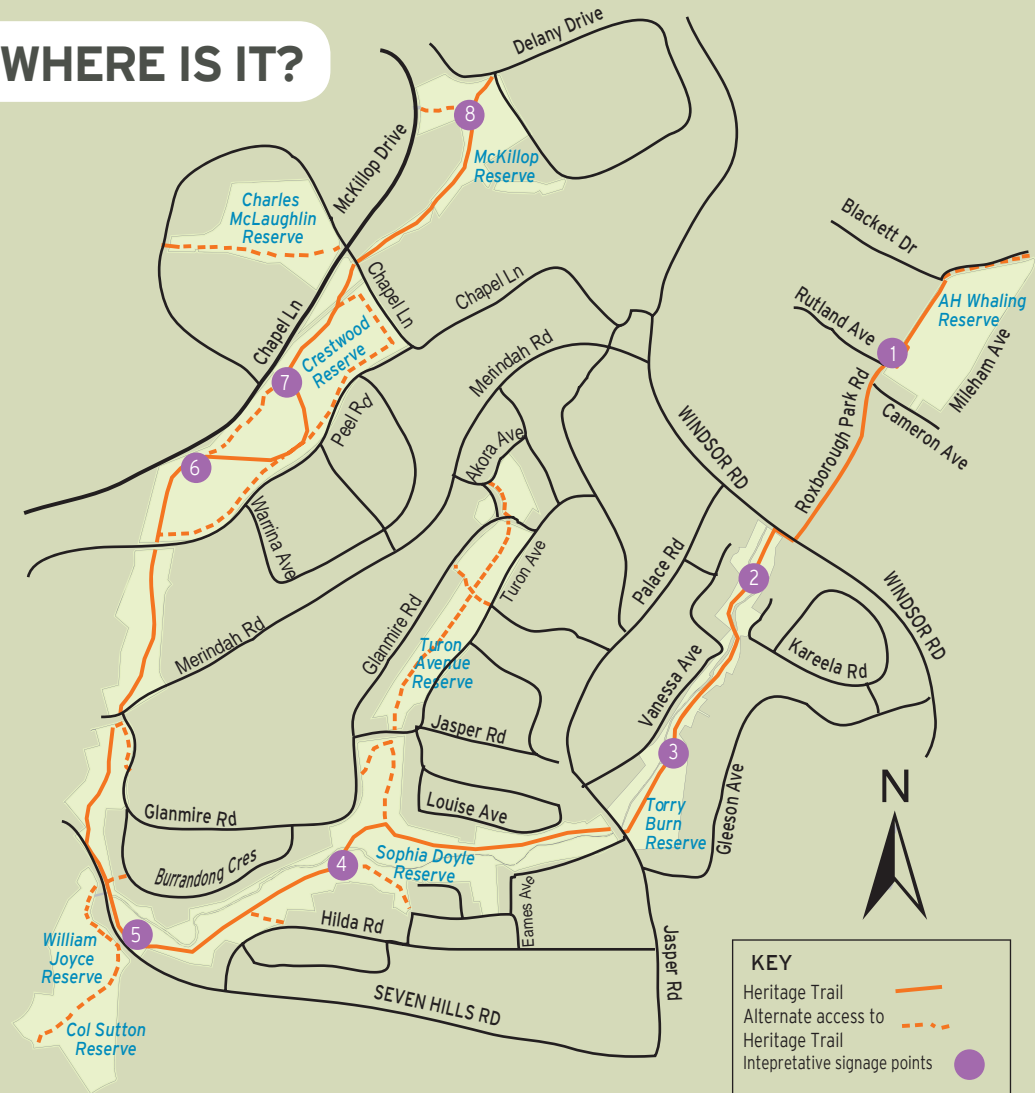 WHERE IS IT?
Delany Drive
8
McKillop Drive
McKillop
Reserve
Charles
McLaughlin
Reserve
Blackett Dr
Chapel Ln
Chapel Ln
Chapel Ln
AH Whaling
Reserve
Rutland Ave
1
Mileham Ave
Crestwood
Reserve
7
Merindah Rd
Peel Rd
Roxborough Park Rd
Cameron Ave
WINDSOR RD
Akora Ave
6
Warrina Ave
Turon Ave
Palace Rd
2
WINDSOR RD
Merindah Rd
Glanmire Rd
Turon
Avenue
Reserve
Vanessa Ave
Kareela Rd
Jasper Rd
3
N
Glanmire Rd
Louise Ave
Torry
Burn
Reserve
Gleeson Ave
Burrandong Cres
4
Sophia Doyle
Reserve
Eames Ave
Hilda Rd
5
William
Joyce
Reserve
Jasper Rd
SEVEN HILLS RD
Col Sutton
Reserve
KEY
Heritage Trail
Alternate access to
Heritage Trail
Intepretative signage points